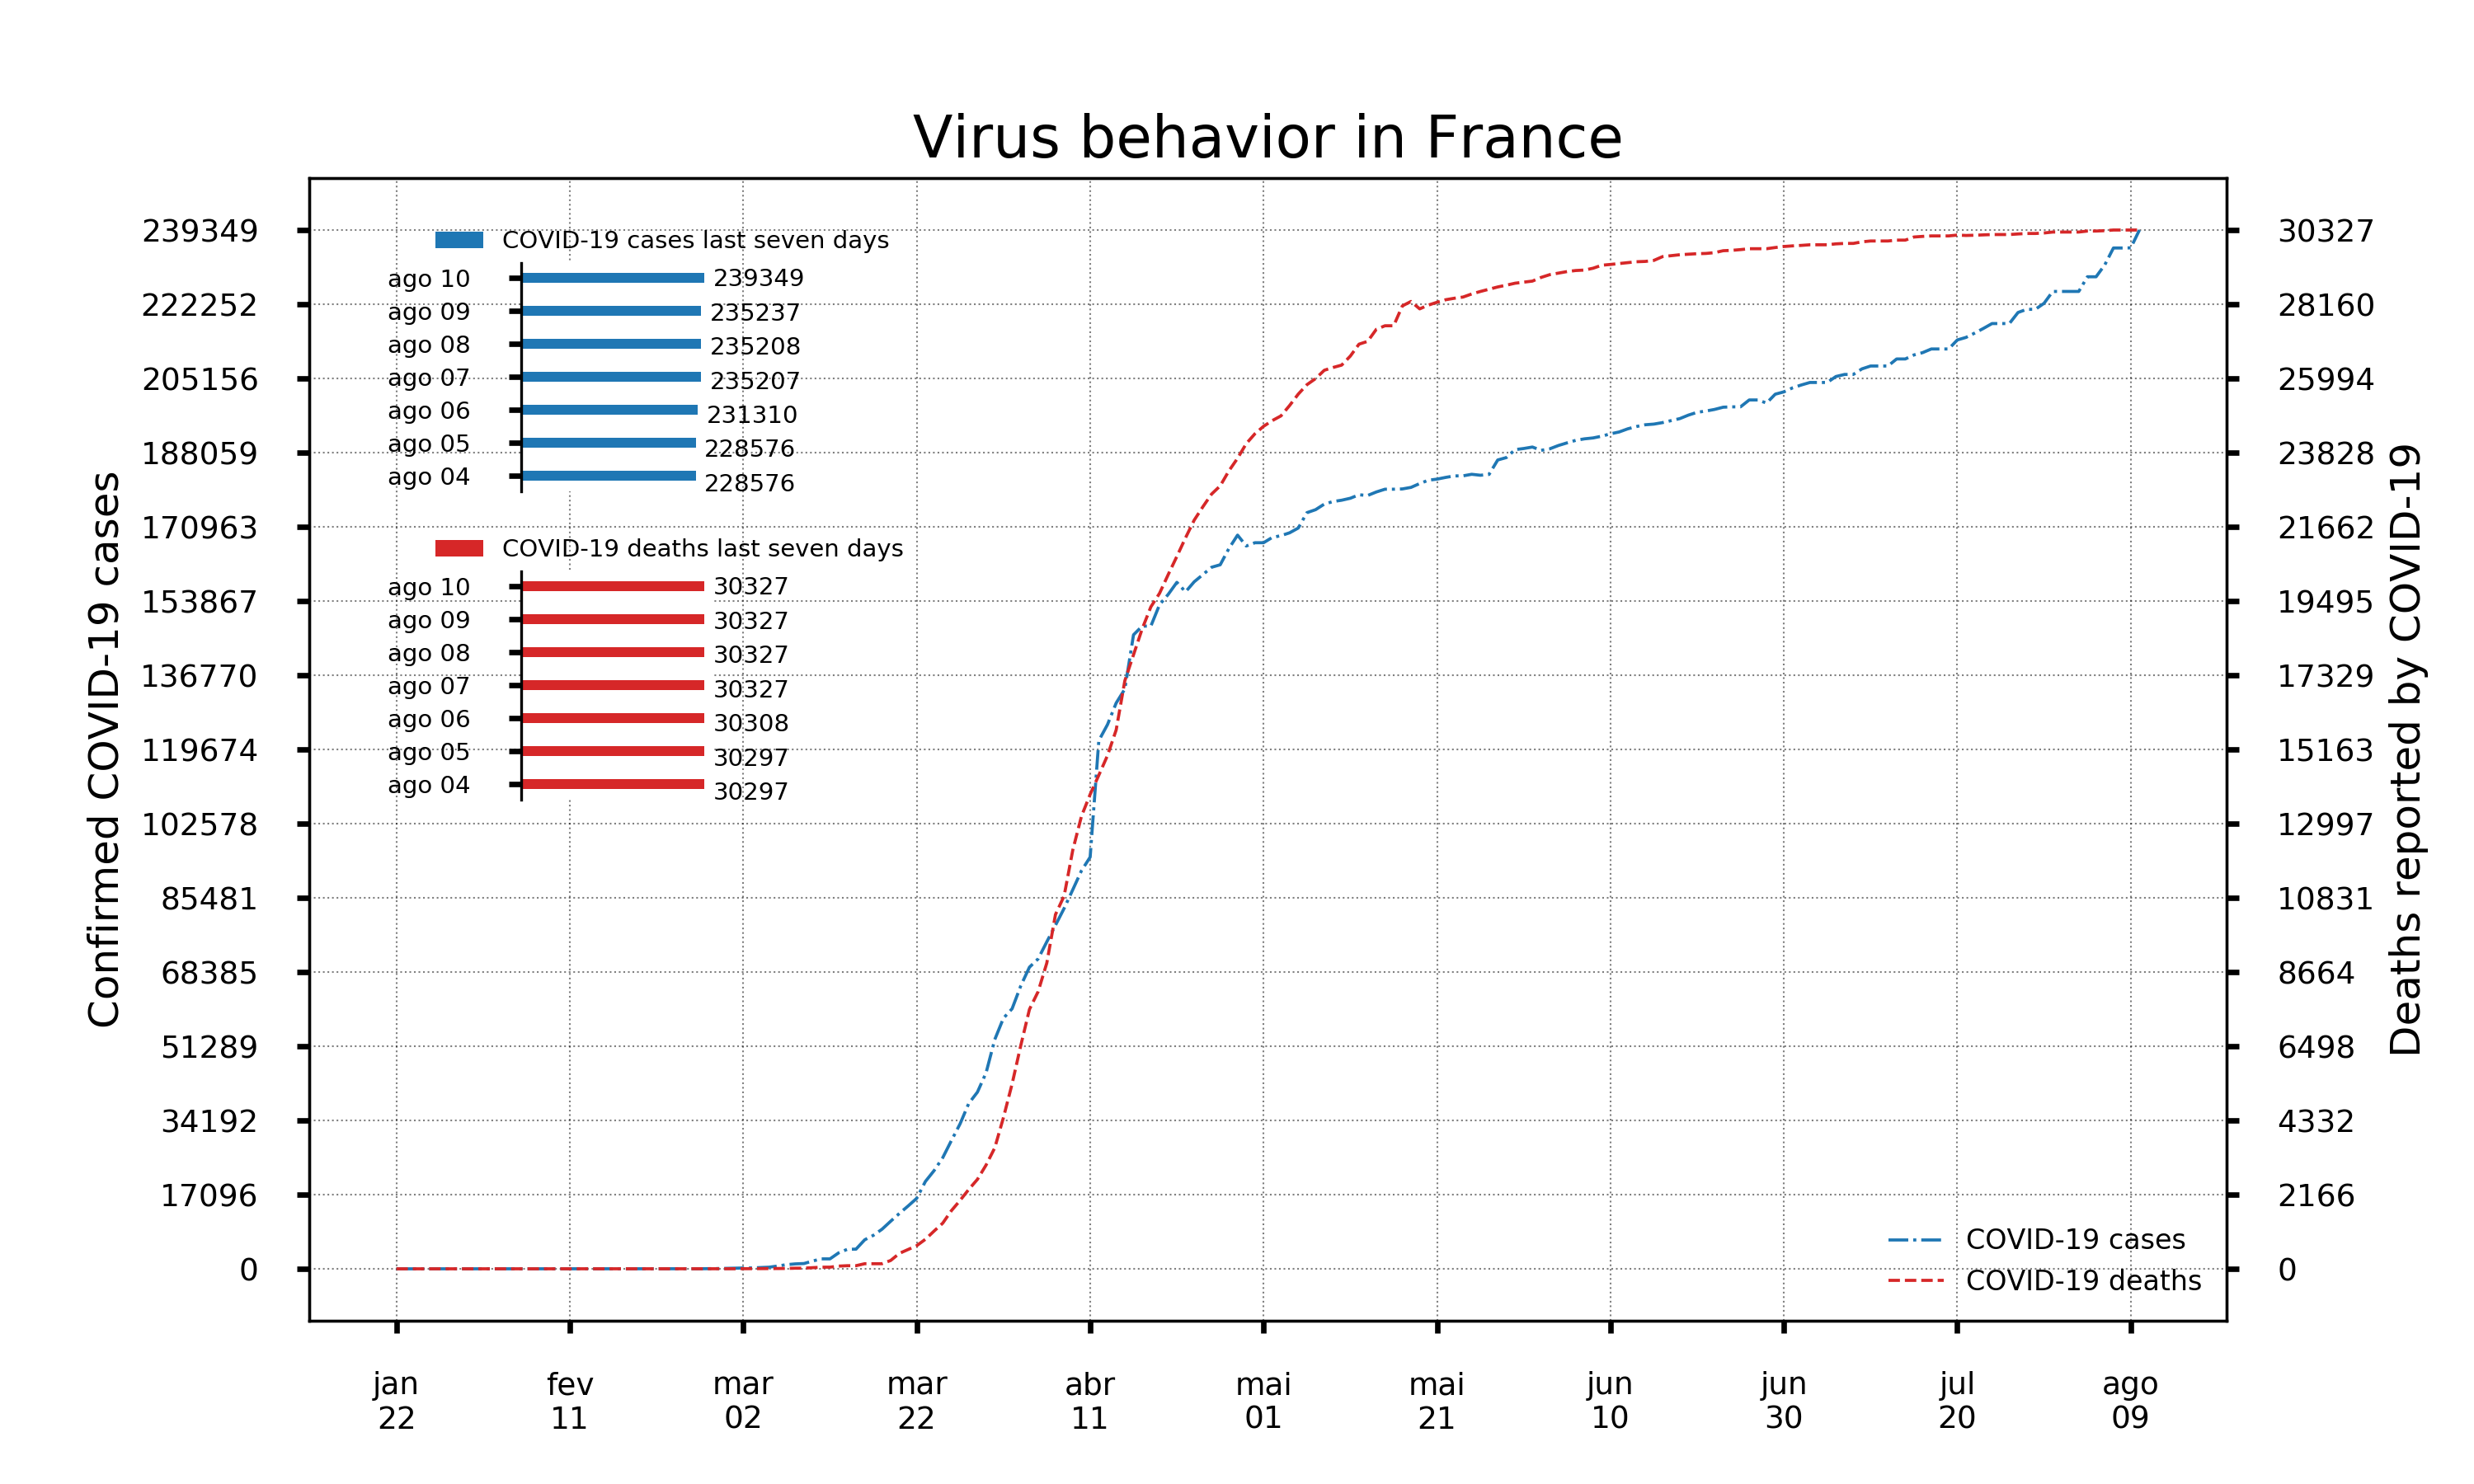 Virus behavior in France
Confirmed COVID-19 cases
239349
222252
205156
188059
170963
153867
136770
119674
102578
85481
68385
51289
34192
17096
0
COVID-19 cases last seven days
ago 10 239349
ago 09 235237
ago 08 235208
ago 07 235207
ago 06 231310
ago 05 228576
ago 04 228576
COVID-19 deaths last seven days
ago 10 30327
ago 09 30327
ago 08 30327
ago 07 30327
ago 06 30308
ago 05 30297
ago 04 30297
30327
28160
25994
23828
21662
19495
17329
15163
12997
10831
8664
6498
4332
2166
0
Deaths reported by COVID-19
COVID-19 cases
COVID-19 deaths
jan fev mar mar abr mai mai jun jun jul ago
22 11 02 22 11 01 21 10 30 20 09